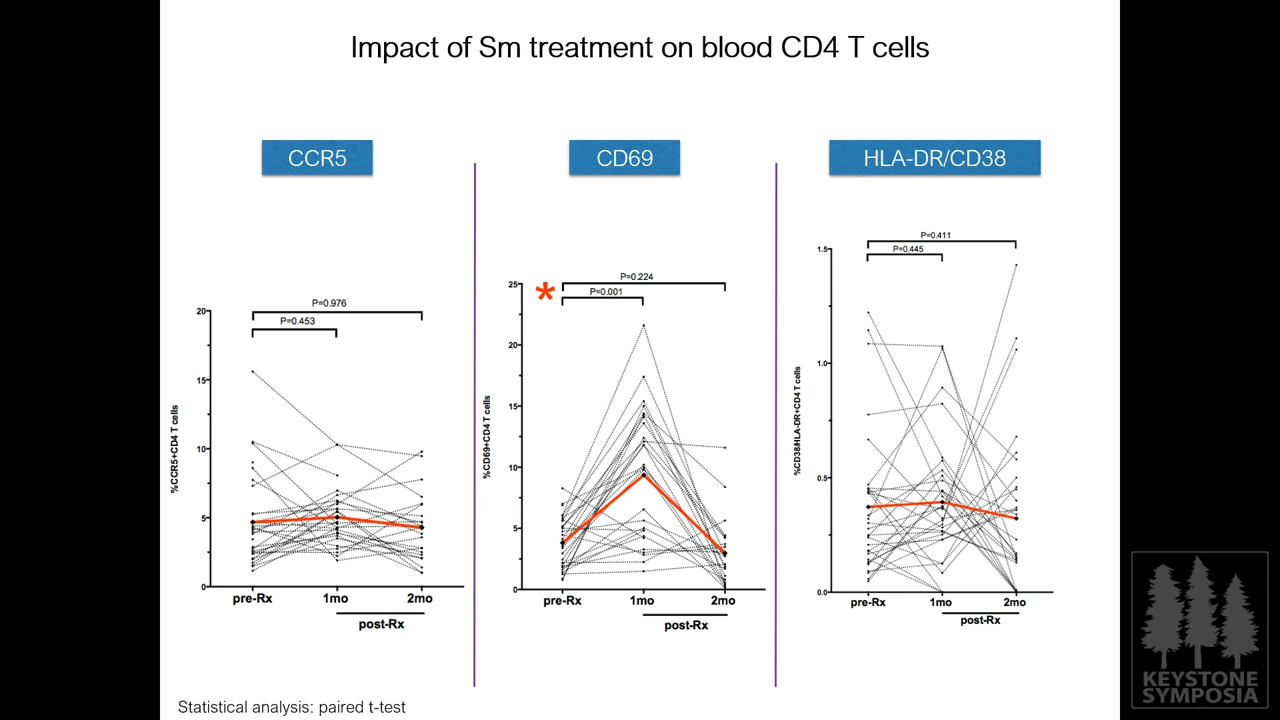 Impact of Sm treatment on blood CD4 T cells
CCR5
CD69
HLA-DR/CD38
P=0.976
P=0.453
20
15
10
5
0
%CCR5+CD4 T cells
pre-Rx 1mo 2mo
post-Rx
*
P=0.224
P=0.001
25
20
15
10
5
0
%CD69+CD4 T cells
pre-Rx 1mo 2mo
post-Rx
P=0.411
P=0.445
1.5
1.0
0.5
0.0
%CD38/HLA-DR+CD4 T cells
pre-Rx 1mo 2mo
post-Rx
Statistical analysis: paired t-test
KEYSTONE
SYMPOSIA